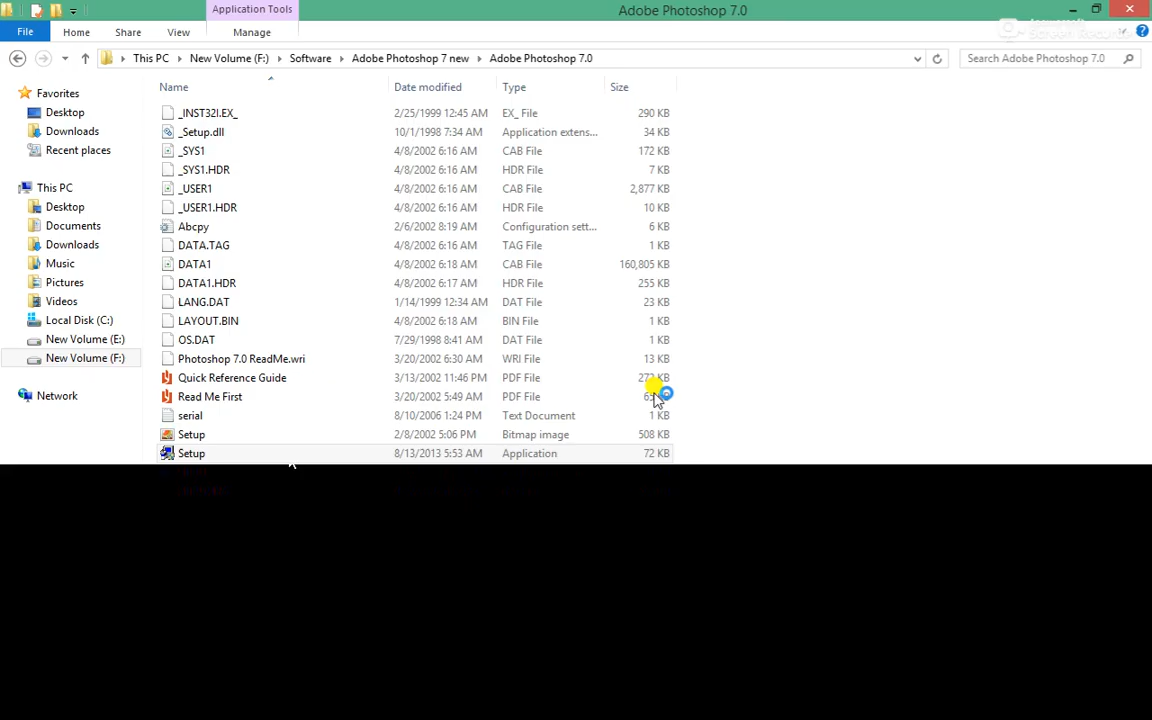 Application Tools
Adobe Photoshop 7.0
File Home Share View Manage
This PC New Volume (F:) Software Adobe Photoshop 7 new Adobe Photoshop 7.0 Search Adobe Photoshop 7.0
Name Date modified Type Size
Favorites
Desktop
Downloads
Recent places
This PC
Desktop
Documents
Downloads
Music
Pictures
Videos
Local Disk (C:)
New Volume (E:)
New Volume (F:)
Network
_INST32I.EX_ 2/25/1999 12:45 AM EX_ File 290 KB
_Setup.dll 10/1/1998 7:34 AM Application extens... 34 KB
_SYS1 4/8/2002 6:16 AM CAB File 172 KB
_SYS1.HDR 4/8/2002 6:16 AM HDR File 7 KB
_USER1 4/8/2002 6:16 AM CAB File 2,877 KB
_USER1.HDR 4/8/2002 6:16 AM HDR File 10 KB
Abcpy 2/6/2002 8:19 AM Configuration sett... 6 KB
DATA.TAG 4/8/2002 6:16 AM TAG File 1 KB
DATA1 4/8/2002 6:18 AM CAB File 160,805 KB
DATA1.HDR 4/8/2002 6:17 AM HDR File 255 KB
LANG.DAT 1/14/1999 12:34 AM DAT File 23 KB
LAYOUT.BIN 4/8/2002 6:18 AM BIN File 1 KB
OS.DAT 7/29/1998 8:41 AM DAT File 1 KB
Photoshop 7.0 ReadMe.wri 3/20/2002 6:30 AM WRI File 13 KB
Quick Reference Guide 3/13/2002 11:46 PM PDF File KB
Read Me First 3/20/2002 5:49 AM PDF File
serial 8/10/2006 1:24 PM Text Document 1 KB
Setup 2/8/2002 5:06 PM Bitmap image 508 KB
Setup 8/13/2013 5:53 AM Application 72 KB